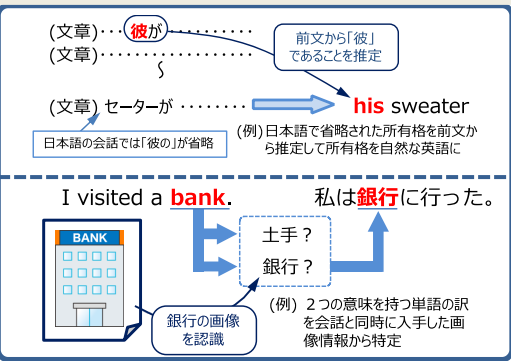 (文章)・・・彼が・・・・・・・・・・
(文章)・・・・・・・・・・・・・・・・・
～
前文から「彼」
であることを推定
(文章) セーターが ・・・・・・・・
his sweater
日本語の会話では「彼の」が省略
(例)日本語で省略された所有格を前文か
ら推定して所有格を自然な英語に
I visited a bank.
私は銀行に行った。
BANK
土手？
銀行？
銀行の画像
を認識
(例) ２つの意味を持つ単語の訳
を会話と同時に入手した画
像情報から特定